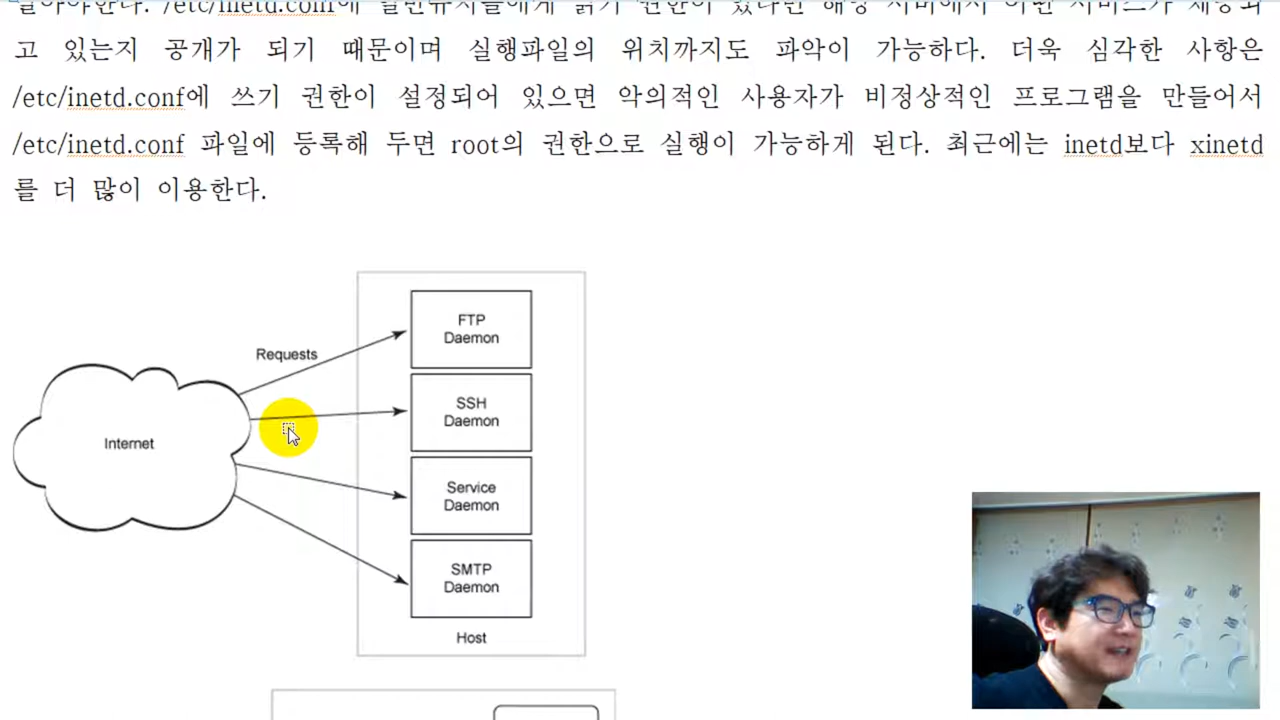 고 있는지 공개가 되기 때문이며 실행파일의 위치까지도 파악이 가능하다. 더욱 심각한 사항은
/etc/inetd.conf에 쓰기 권한이 설정되어 있으면 악의적인 사용자가 비정상적인 프로그램을 만들어서
/etc/inetd.conf 파일에 등록해 두면 root의 권한으로 실행이 가능하게 된다. 최근에는 inetd보다 xinetd
를 더 많이 이용한다.
FTP
Daemon
Requests
SSH
Daemon
Internet
Service
Daemon
SMTP
Daemon
Host